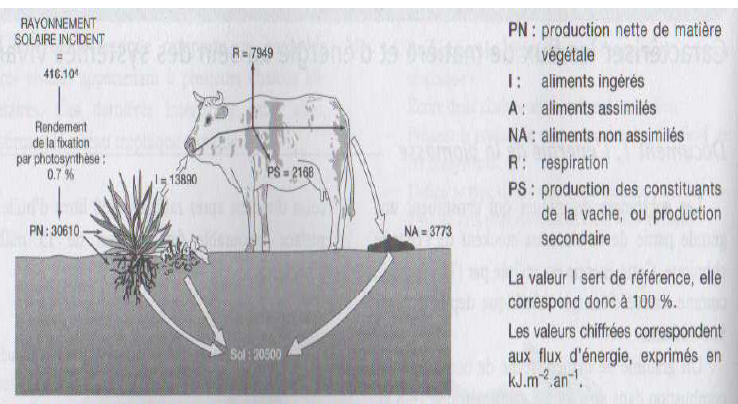 RAYONNEMENT
SOLAIRE INCIDENT
=
416.10⁴
Rendement
de la fixation
par photosynthèse :
0.7 %
PN : 30610
R = 7949
I = 13890
PS = 2168
NA = 3773
Sol : 20500
PN : production nette de matière
végétale
I : aliments ingérés
A : aliments assimilés
NA : aliments non assimilés
R : respiration
PS : production des constituants
de la vache, ou production
secondaire
La valeur I sert de référence, elle
correspond donc à 100 %.
Les valeurs chiffrées correspondent
aux flux d'énergie, exprimés en
kJ.m⁻².an⁻¹.